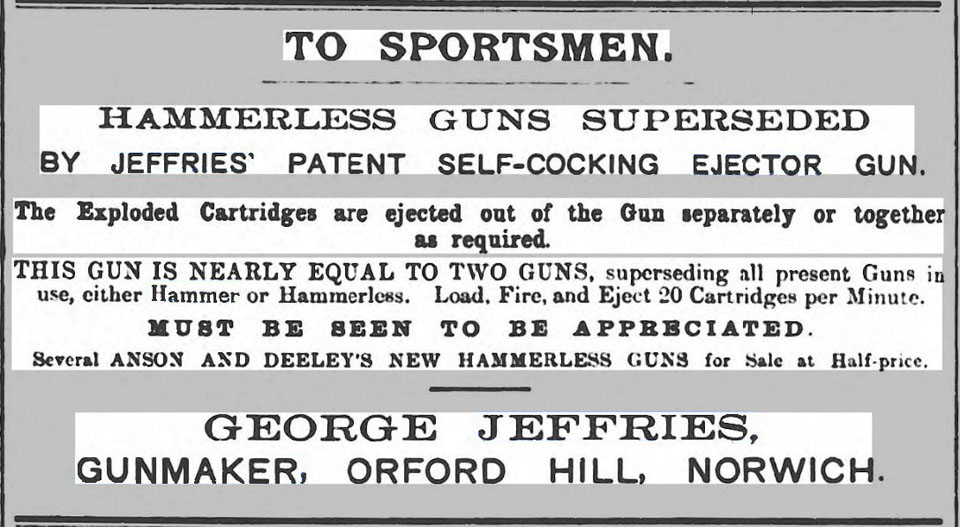 TO SPORTSMEN.
HAMMERLESS GUNS SUPERSEDED
BY JEFFRIES' PATENT SELF-COCKING EJECTOR GUN.
The Exploded Cartridges are ejected out of the Gun separately or together
as required.
THIS GUN IS NEARLY EQUAL TO TWO GUNS, superseding all present Guns in
use, either Hammer or Hammerless. Load, Fire, and Eject 20 Cartridges per Minute.
MUST BE SEEN TO BE APPRECIATED.
Several ANSON AND DEELEY'S NEW HAMMERLESS GUNS for Sale at Half-price.
GEORGE JEFFRIES,
GUNMAKER, ORFORD HILL, NORWICH.